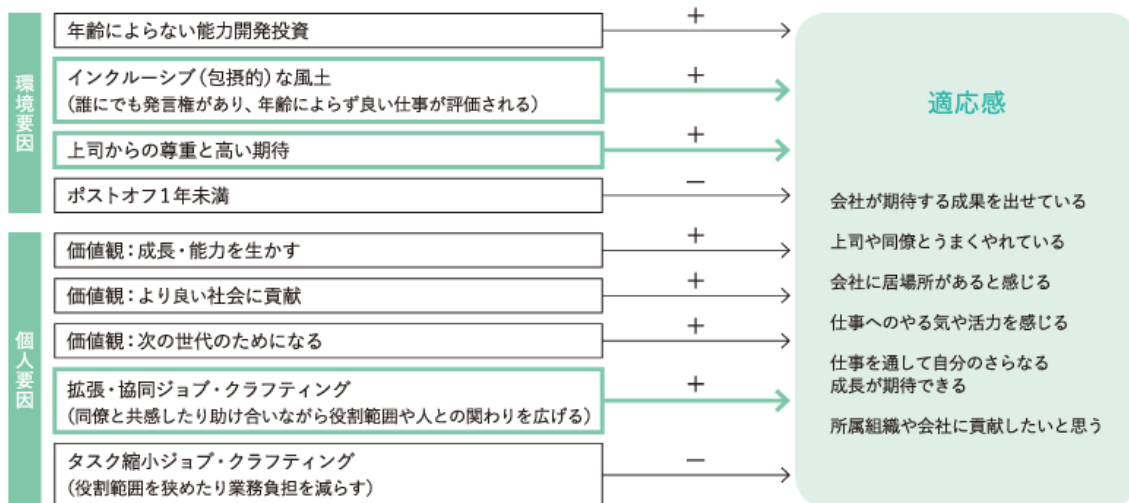 環境要因
年齢によらない能力開発投資
+
インクルーシブ(包摂的)な風土
(誰にでも発言権があり、年齢によらず良い仕事が評価される)
+
上司からの尊重と高い期待
+
ポストオフ1年未満
−
個人要因
価値観:成長・能力を生かす
+
価値観:より良い社会に貢献
+
価値観:次の世代のためになる
+
拡張・協同ジョブ・クラフティング
(同僚と共感したり助け合いながら役割範囲や人との関わりを広げる)
+
タスク縮小ジョブ・クラフティング
(役割範囲を狭めたり業務負担を減らす)
−
適応感
会社が期待する成果を出せている
上司や同僚とうまくやれている
会社に居場所があると感じる
仕事へのやる気や活力を感じる
仕事を通して自分のさらなる
成長が期待できる
所属組織や会社に貢献したいと思う